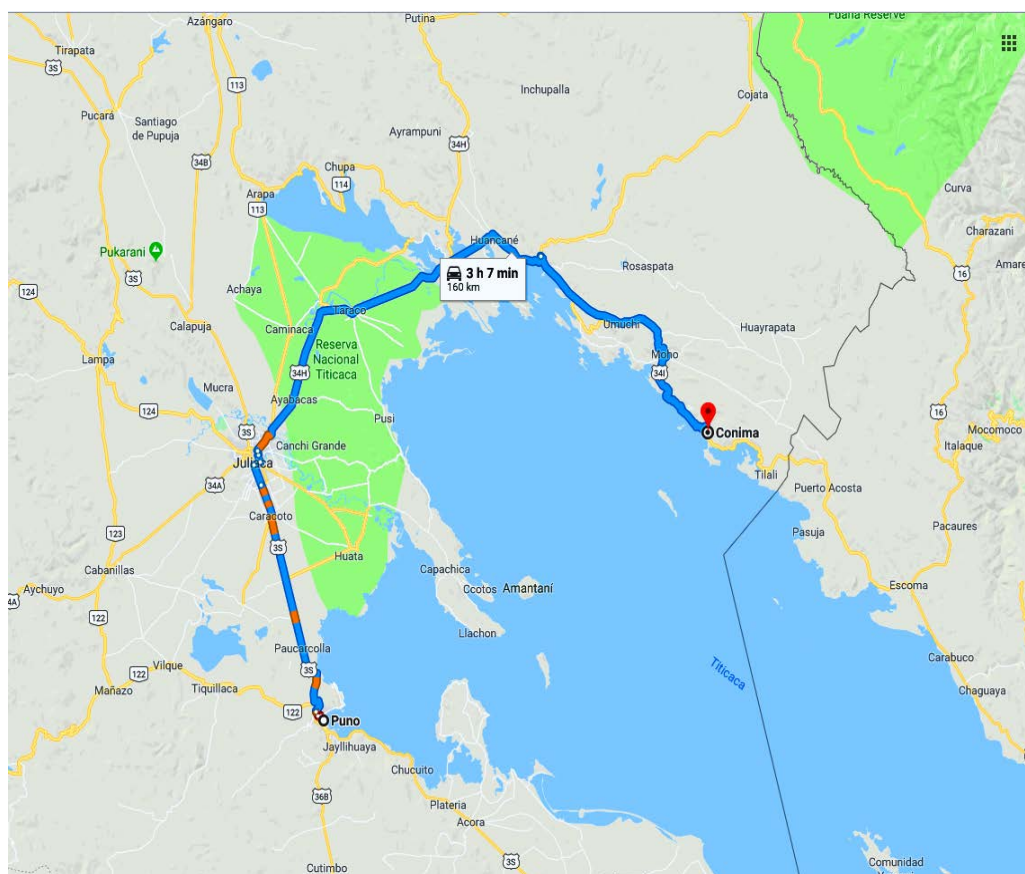 Azángaro
Putina
Puana Reserve
Tirapata
3S
113
Inchupalla
Cojata
Pucará
Santiago
de Pupuja
Ayrampuni
34H
34B
Chupa
114
Curva
Arapa
113
Charazani
Huancané
Pukarani
3S
Rosaspata
16
124
3 h 7 min
160 km
Achaya
Taraco
Calapuja
Caminaca
Umuchi
Huayrapata
Reserva
Nacional
Titicaca
Lampa
Moho
34H
34I
Mucra
Ayabacas
124
Pusi
16
3S
Canchi Grande
Conima
Mocomoco
Italaque
Juliaca
Tilali
34A
Puerto Acosta
Caracoto
Pasuja
Pacaures
123
3S
Huata
Cabanillas
Capachica
Escoma
Aychuyo
Ccotos
Amantaní
4A
122
Llachon
Paucarcolla
Carabuco
Vilque
3S
Titicaca
122
Mañazo
Tiquillaca
Chaguaya
122
Puno
Jayllihuaya
Chucuito
36B
Plateria
Acora
3S
Cutimbo
Comunidad